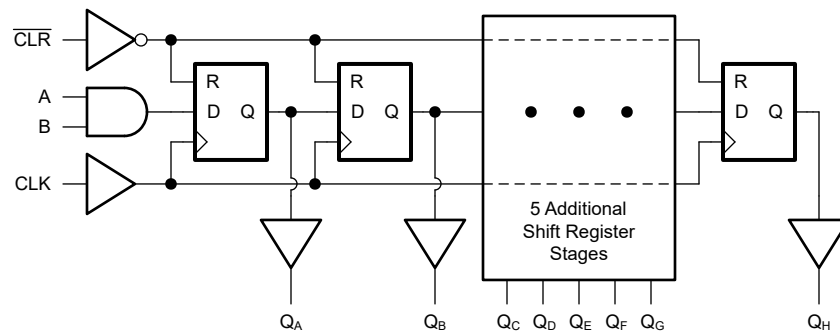 CLR
R
R
R
A
D Q
D Q
D Q
B
CLK
5 Additional
Shift Register
Stages
QA
QB
QC
QD
QE
QF
QG
QH